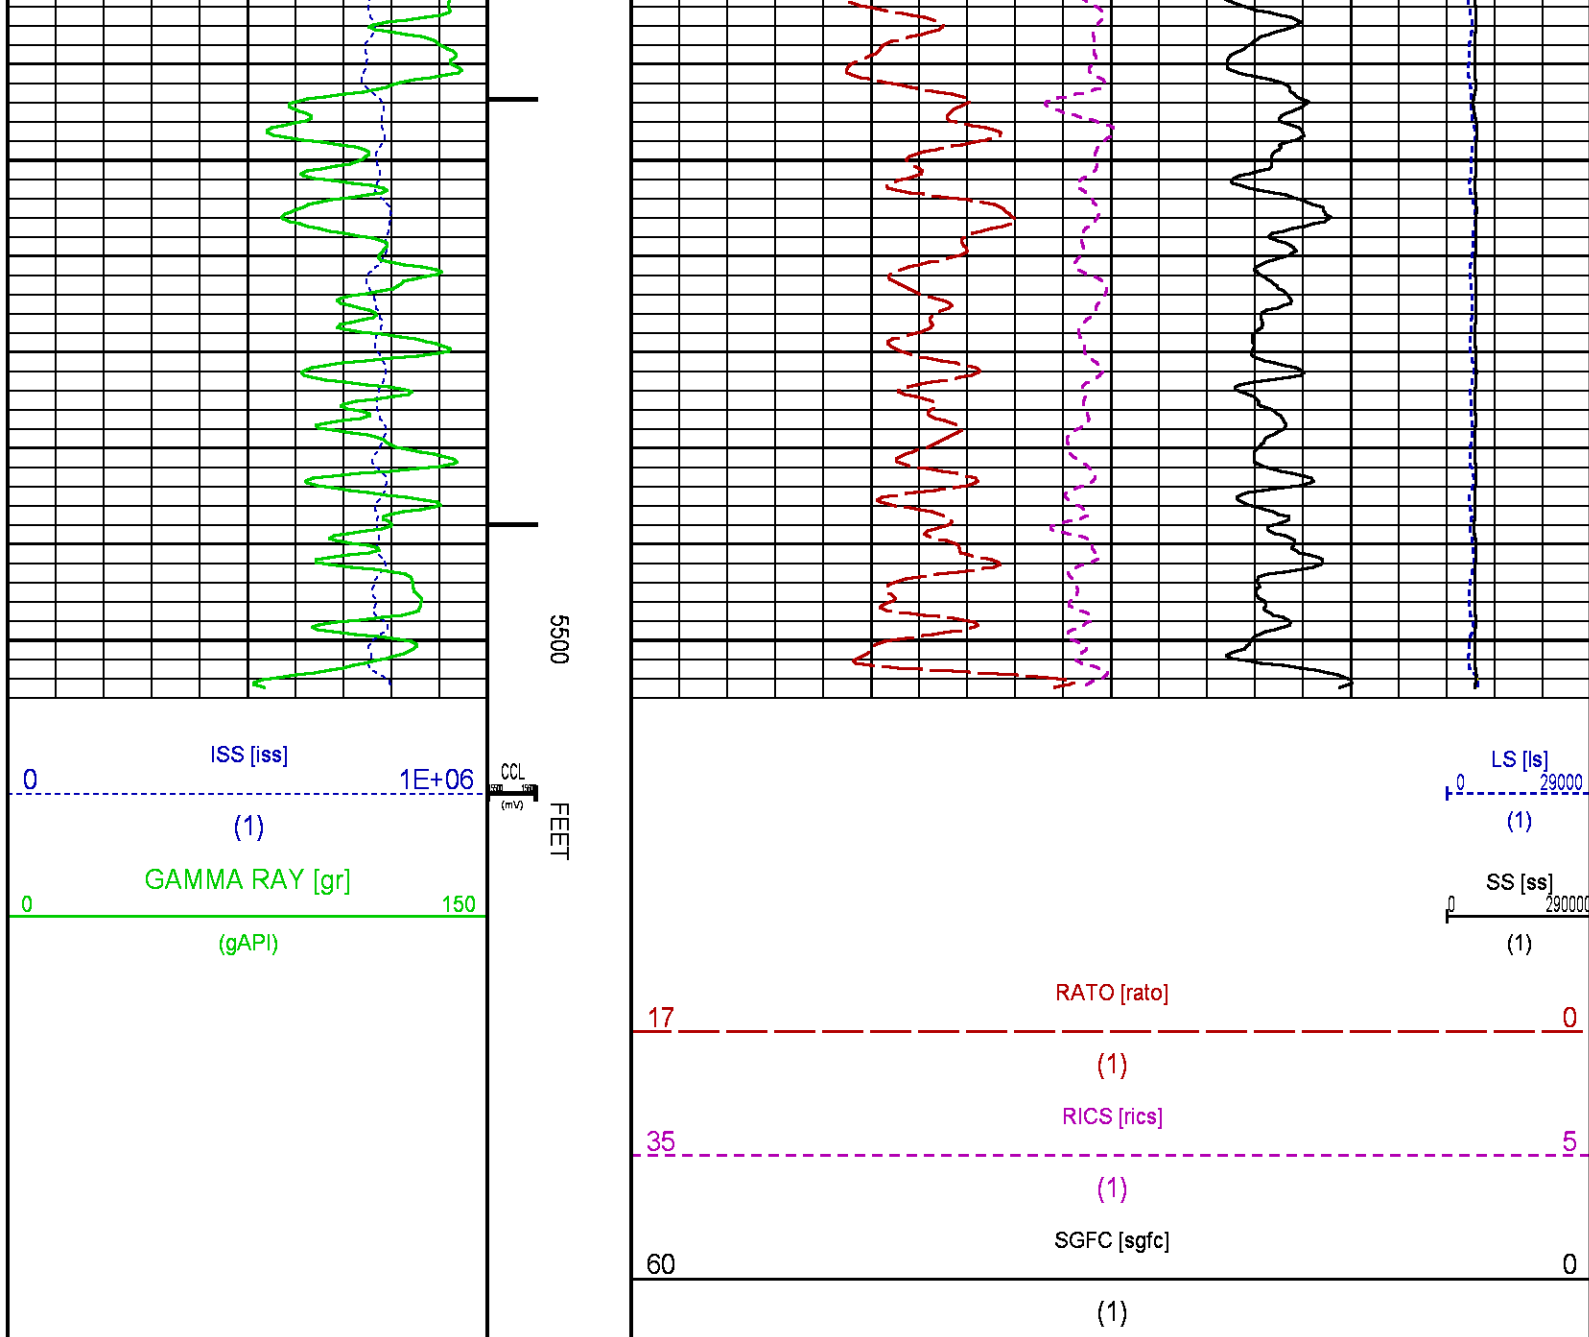 5500
FEET
ISS [iss]
0 1E+06
(1)
GAMMA RAY [gr]
0 150
(gAPI)
CCL
(mV)
LS [ls]
0 29000
(1)
SS [ss]
0 290000
(1)
RATO [rato]
17 0
(1)
RICS [rics]
35 5
(1)
SGFC [sgfc]
60 0
(1)